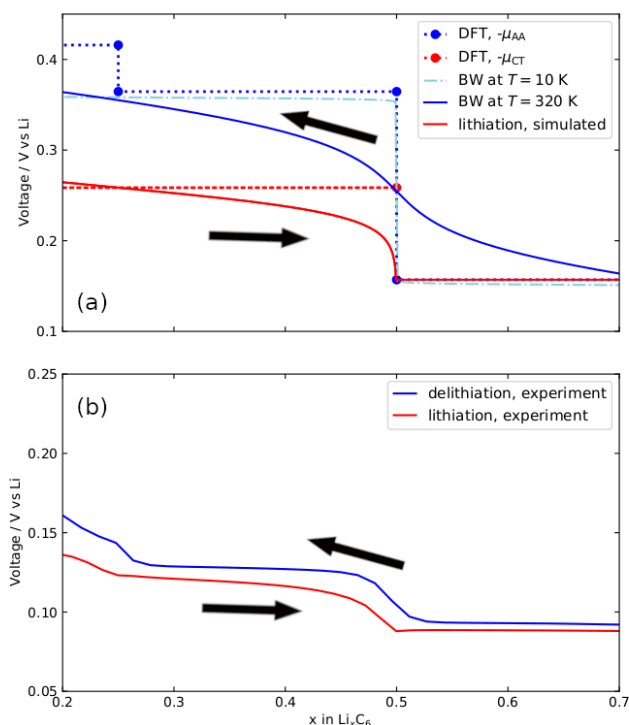 0.4
0.3
0.2
0.1
Voltage / V vs Li
DFT, -μAA
DFT, -μCT
BW at T = 10 K
BW at T = 320 K
lithiation, simulated
(a)
0.25
0.20
0.15
0.10
0.05
Voltage / V vs Li
(b)
delithiation, experiment
lithiation, experiment
0.2 0.3 0.4 0.5 0.6 0.7
x in LixC6